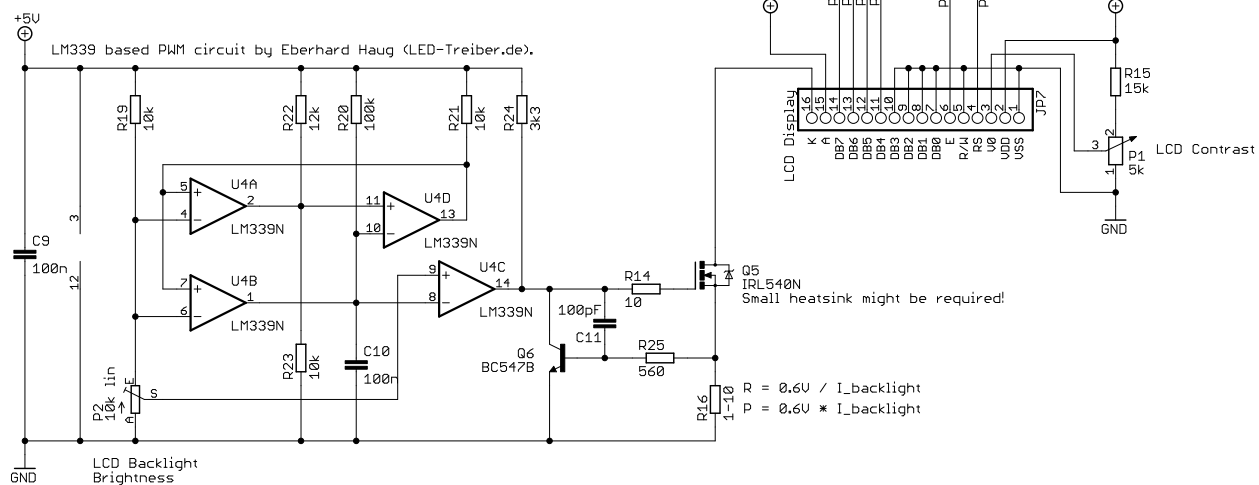 +5V
LM339 based PWM circuit by Eberhard Haug (LED-Treiber.de).
R19
10k
R22
12k
R20
100k
R21
10k
R24
3k3
LCD Display
16
15
14
13
12
11
10
9
8
7
6
5
4
3
2
1
JP7
K
A
DB7
DB6
DB5
DB4
DB3
DB2
DB1
DB0
E
R/W
RS
V0
VDD
VSS
R15
15k
2
3
1
P1
5k
LCD Contrast
GND
U4A
5
4
2
+
-
LM339N
U4D
11
10
13
+
-
LM339N
3
12
C9
100n
U4B
7
6
1
+
-
LM339N
U4C
9
8
14
+
-
LM339N
R14
10
Q5
IRL540N
Small heatsink might be required!
100pF
C11
Q6
BC547B
R25
560
R23
10k
C10
100n
P2
10k lin
E
S
A
R16
1-10
R = 0.6V / I_backlight
P = 0.6V * I_backlight
GND
LCD Backlight
Brightness